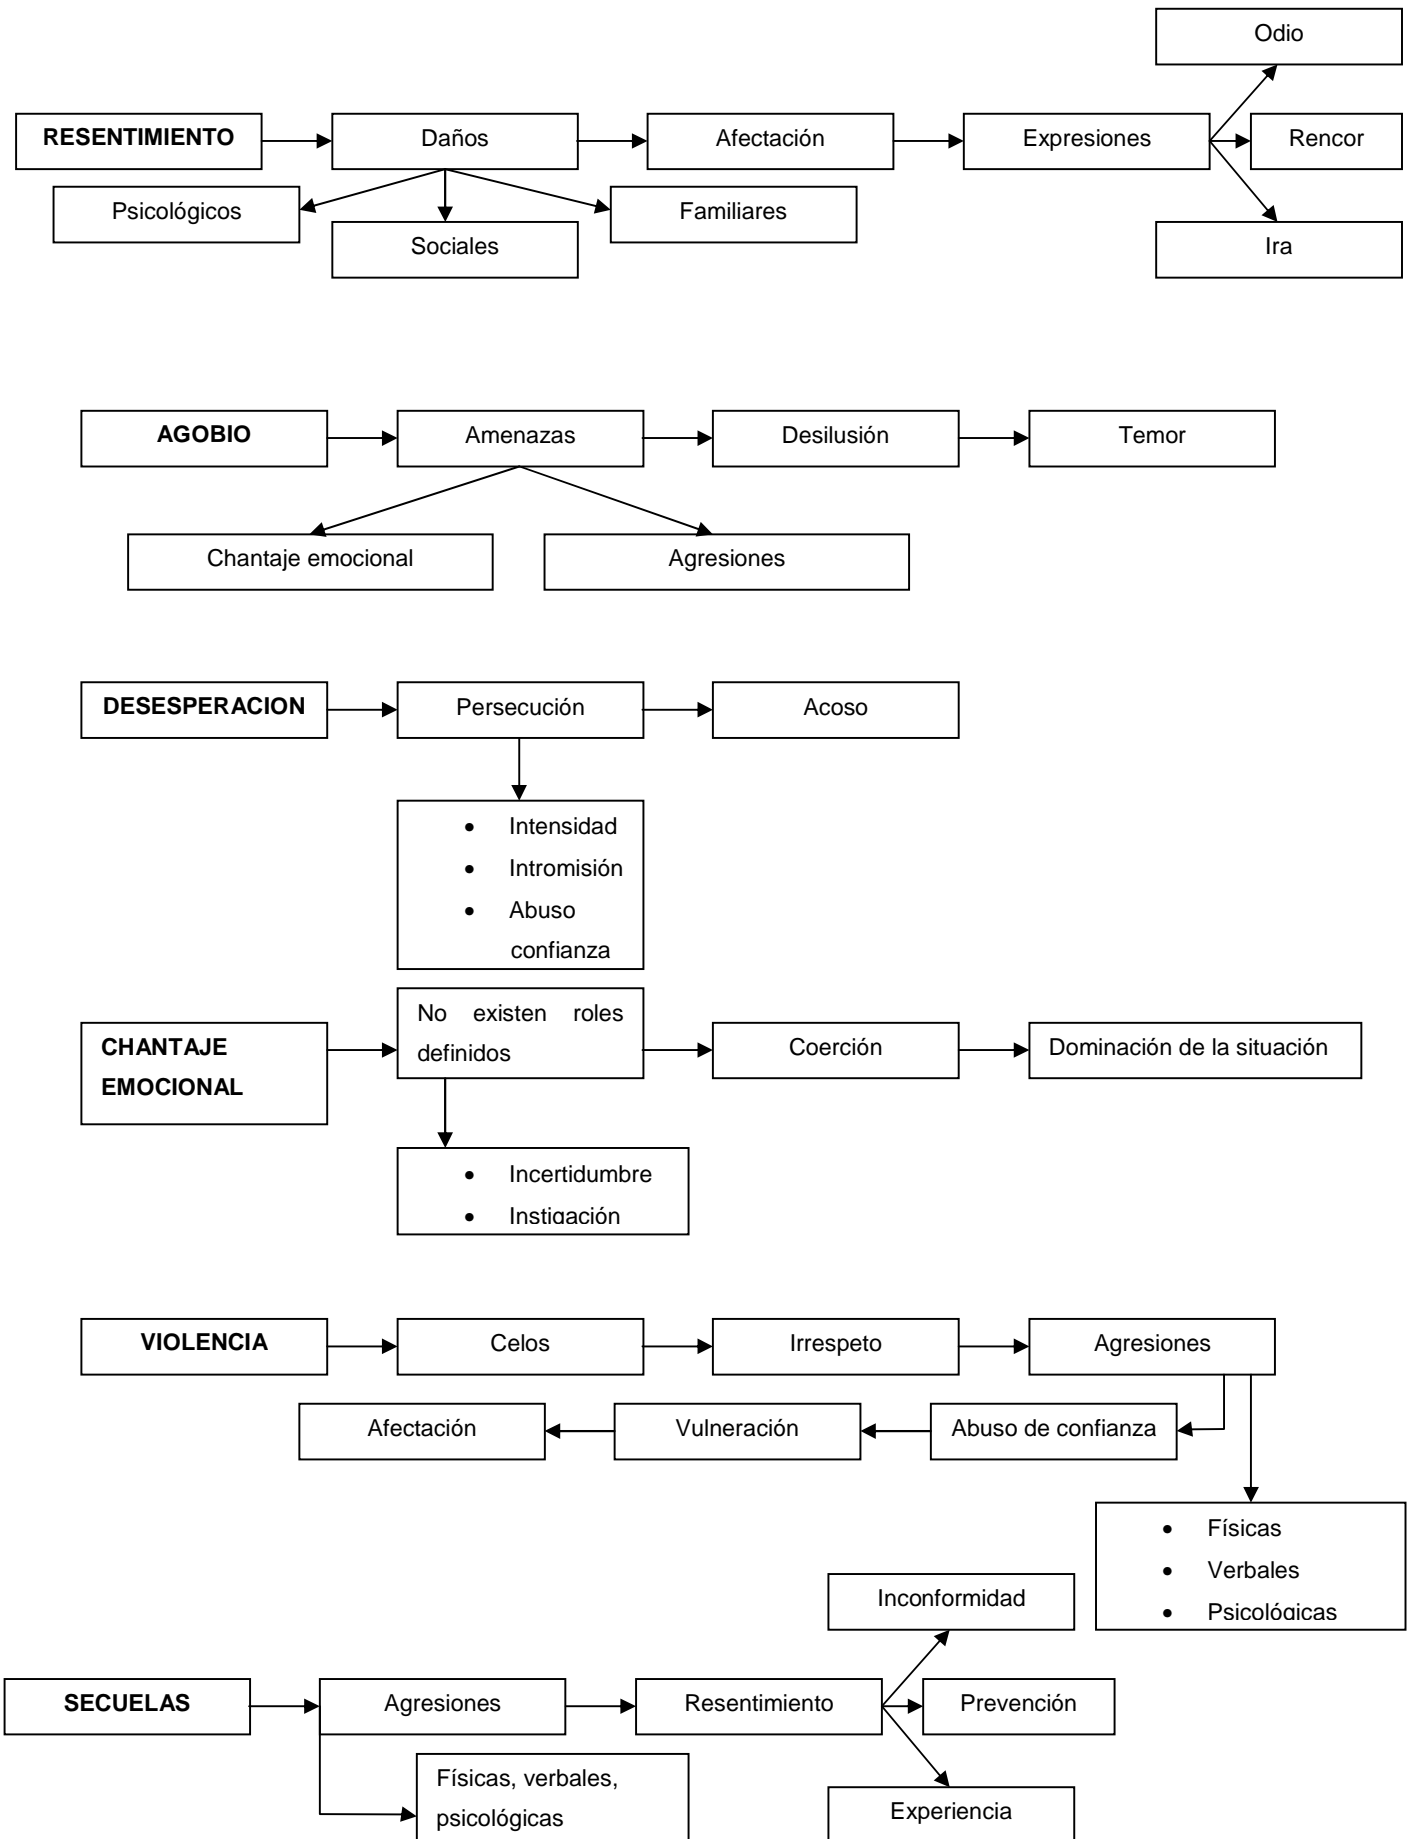 Odio
RESENTIMIENTO
Daños
Afectación
Expresiones
Rencor
Psicológicos
Familiares
Sociales
Ira
AGOBIO
Amenazas
Desilusión
Temor
Chantaje emocional
Agresiones
DESESPERACION
Persecución
Acoso
• Intensidad
• Intromisión
• Abuso
confianza
CHANTAJE
EMOCIONAL
No existen roles
definidos
Coerción
Dominación de la situación
• Incertidumbre
• Instigación
VIOLENCIA
Celos
Irrespeto
Agresiones
Afectación
Vulneración
Abuso de confianza
• Físicas
• Verbales
• Psicológicas
Inconformidad
SECUELAS
Agresiones
Resentimiento
Prevención
Físicas, verbales,
psicológicas
Experiencia